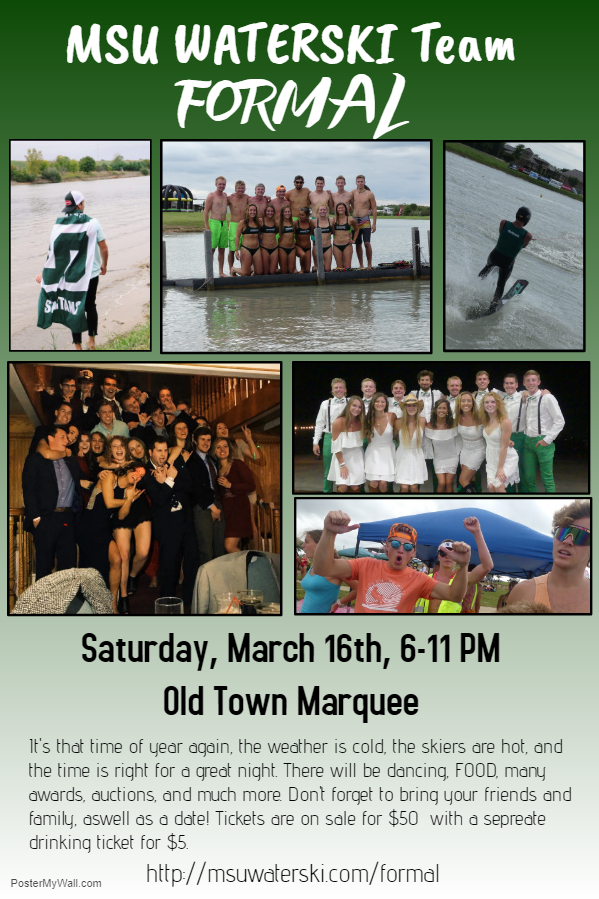 MSU WATERSKI Team
FORMAL
Saturday, March 16th, 6-11 PM
Old Town Marquee
It's that time of year again, the weather is cold, the skiers are hot, and
the time is right for a great night. There will be dancing, FOOD, many
awards, auctions, and much more. Don't forget to bring your friends and
family, aswell as a date! Tickets are on sale for $50 with a sepreate
drinking ticket for $5.
http://msuwaterski.com/formal
PosterMyWall.com